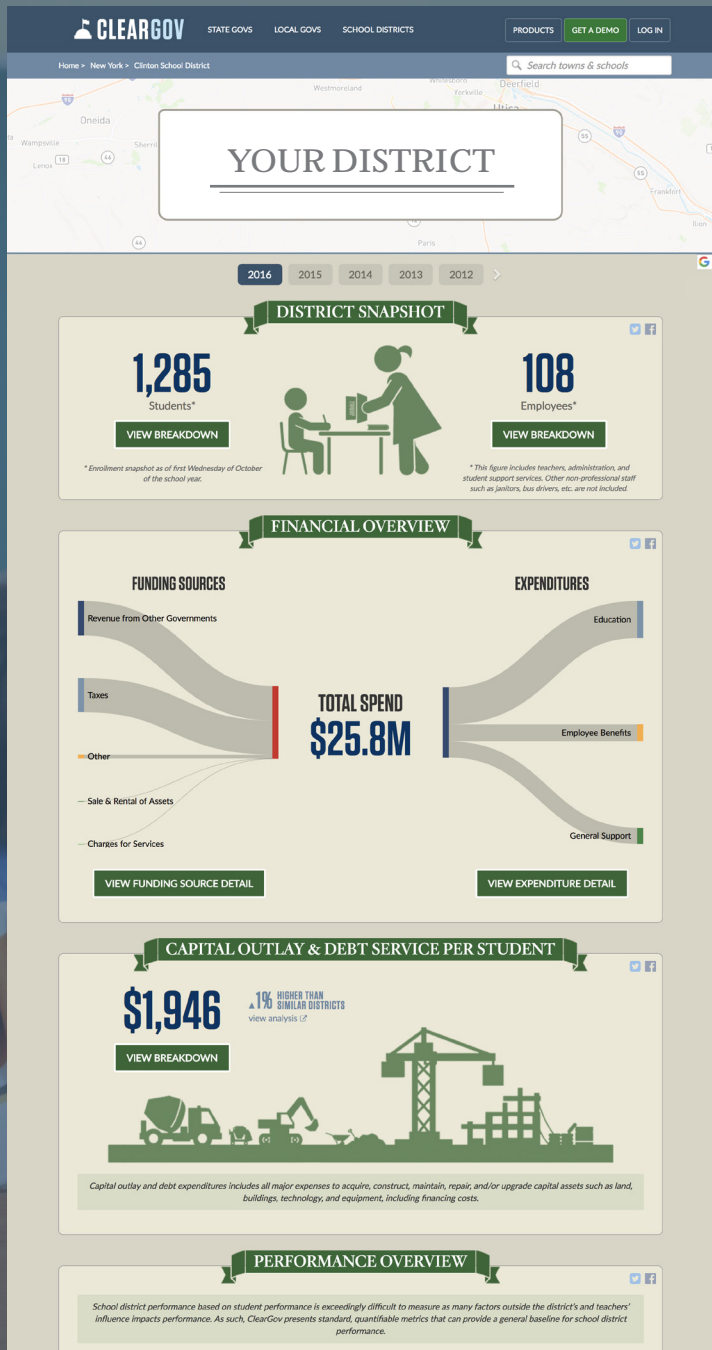 CLEARGOV
STATE GOVS LOCAL GOVS SCHOOL DISTRICTS PRODUCTS GET A DEMO LOG IN
Home > New York > Clinton School District Search towns & schools
Westmoreland
Deerfield
Yorkville
Utica
Oneida
Wampsville
Lenox
Frankfort
Ilion
Paris
YOUR DISTRICT
2016 2015 2014 2013 2012
DISTRICT SNAPSHOT
1,285
Students*
VIEW BREAKDOWN
* Enrollment snapshot as of first Wednesday of October
of the school year.
108
Employees*
VIEW BREAKDOWN
* This figure includes teachers, administration, and
student support services. Other non-professional staff
such as janitors, bus drivers, etc. are not included.
FINANCIAL OVERVIEW
FUNDING SOURCES
Revenue from Other Governments
Taxes
Other
Sale & Rental of Assets
Charges for Services
VIEW FUNDING SOURCE DETAIL
TOTAL SPEND
$25.8M
EXPENDITURES
Education
Employee Benefits
General Support
VIEW EXPENDITURE DETAIL
CAPITAL OUTLAY & DEBT SERVICE PER STUDENT
$1,946
1% HIGHER THAN
SIMILAR DISTRICTS
view analysis
VIEW BREAKDOWN
Capital outlay and debt expenditures includes all major expenses to acquire, construct, maintain, repair, and/or upgrade capital assets such as land,
buildings, technology, and equipment, including financing costs.
PERFORMANCE OVERVIEW
School district performance based on student performance is exceedingly difficult to measure as many factors outside the district's and teachers'
influence impacts performance. As such, ClearGov presents standard, quantifiable metrics that can provide a general baseline for school district
performance.